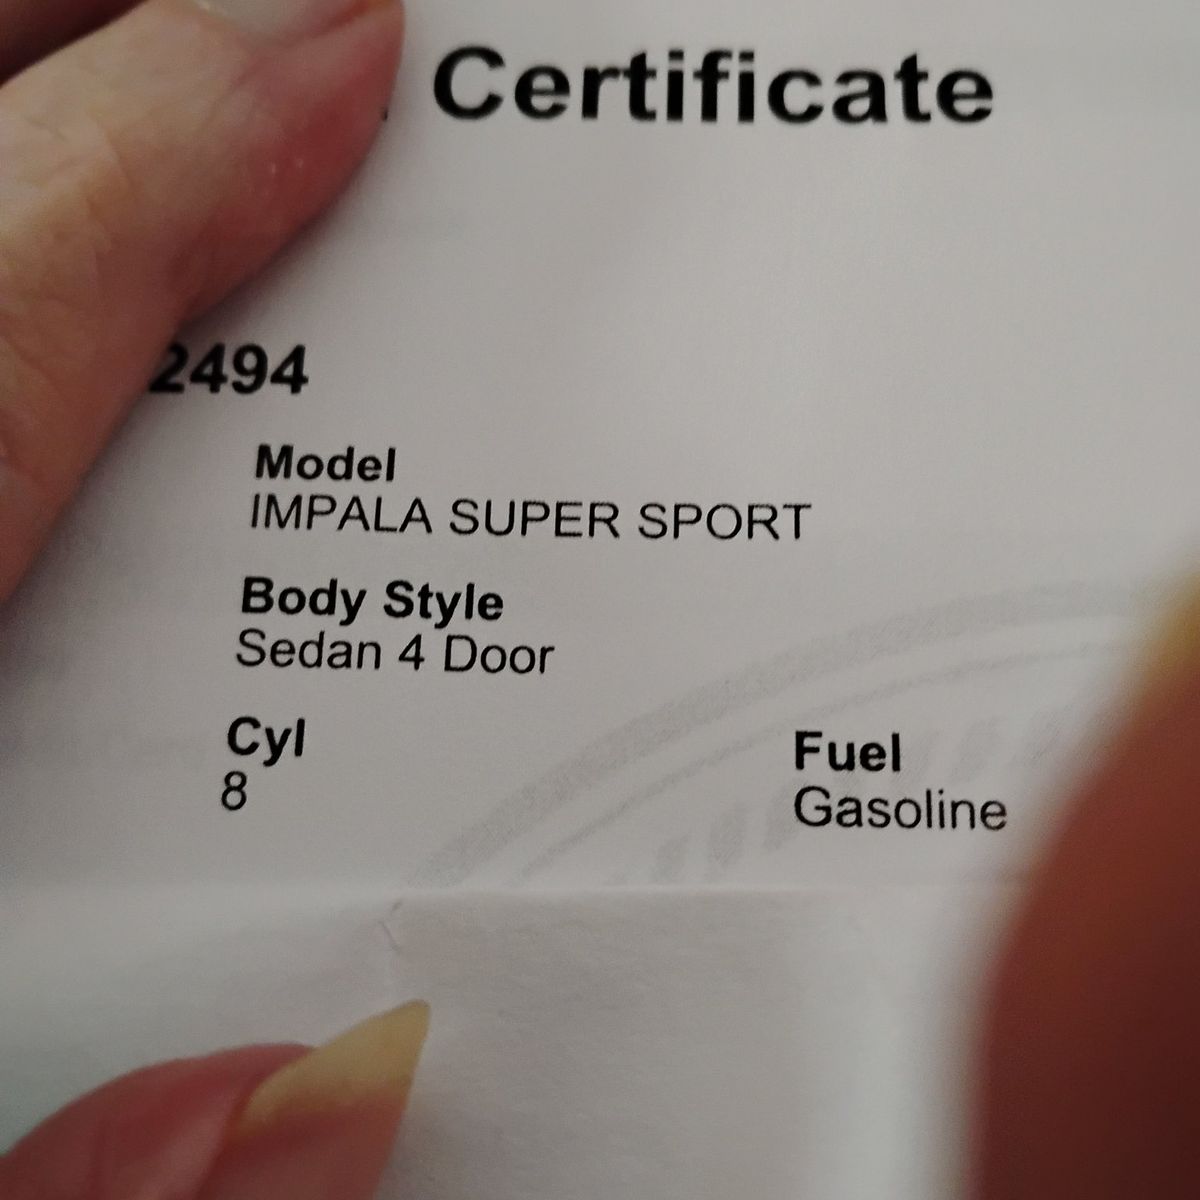 Certificate
2494
Model
IMPALA SUPER SPORT
Body Style
Sedan 4 Door
Cyl
8
Fuel
Gasoline